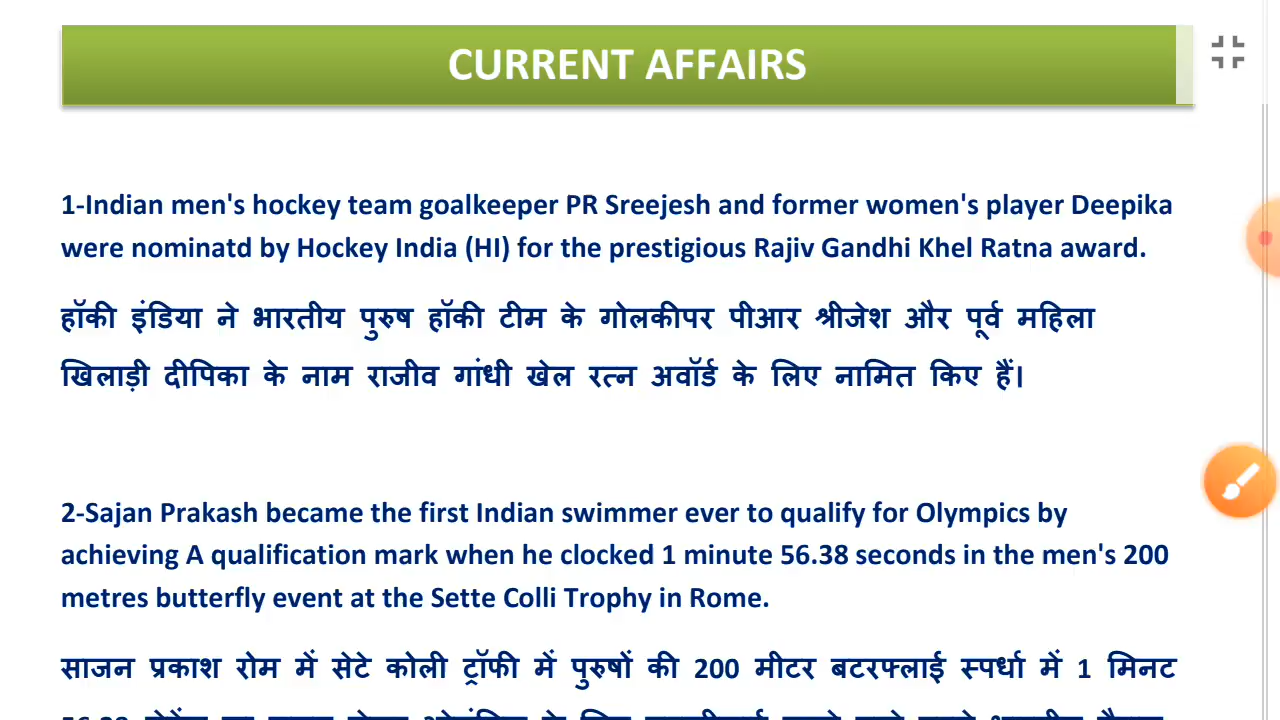 CURRENT AFFAIRS
1-Indian men's hockey team goalkeeper PR Sreejesh and former women's player Deepika
were nominatd by Hockey India (HI) for the prestigious Rajiv Gandhi Khel Ratna award.
हॉकी इंडिया ने भारतीय पुरुष हॉकी टीम के गोलकीपर पीआर श्रीजेश और पूर्व महिला
खिलाड़ी दीपिका के नाम राजीव गांधी खेल रत्न अवॉर्ड के लिए नामित किए हैं।
2-Sajan Prakash became the first Indian swimmer ever to qualify for Olympics by
achieving A qualification mark when he clocked 1 minute 56.38 seconds in the men's 200
metres butterfly event at the Sette Colli Trophy in Rome.
साजन प्रकाश रोम में सेटे कोली ट्रॉफी में पुरुषों की 200 मीटर बटरफ्लाई स्पर्धा में 1 मिनट